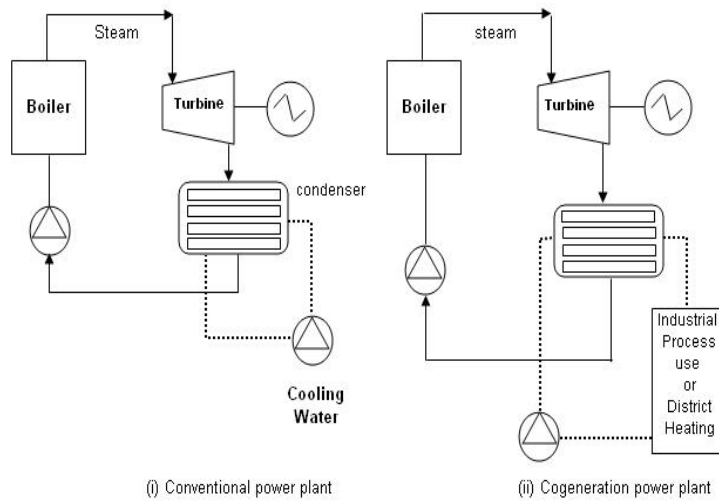 Steam
Boiler
Turbine
condenser
Cooling
Water
(i) Conventional power plant
steam
Boiler
Turbine
Industrial
Process
use
or
District
Heating
(ii) Cogeneration power plant